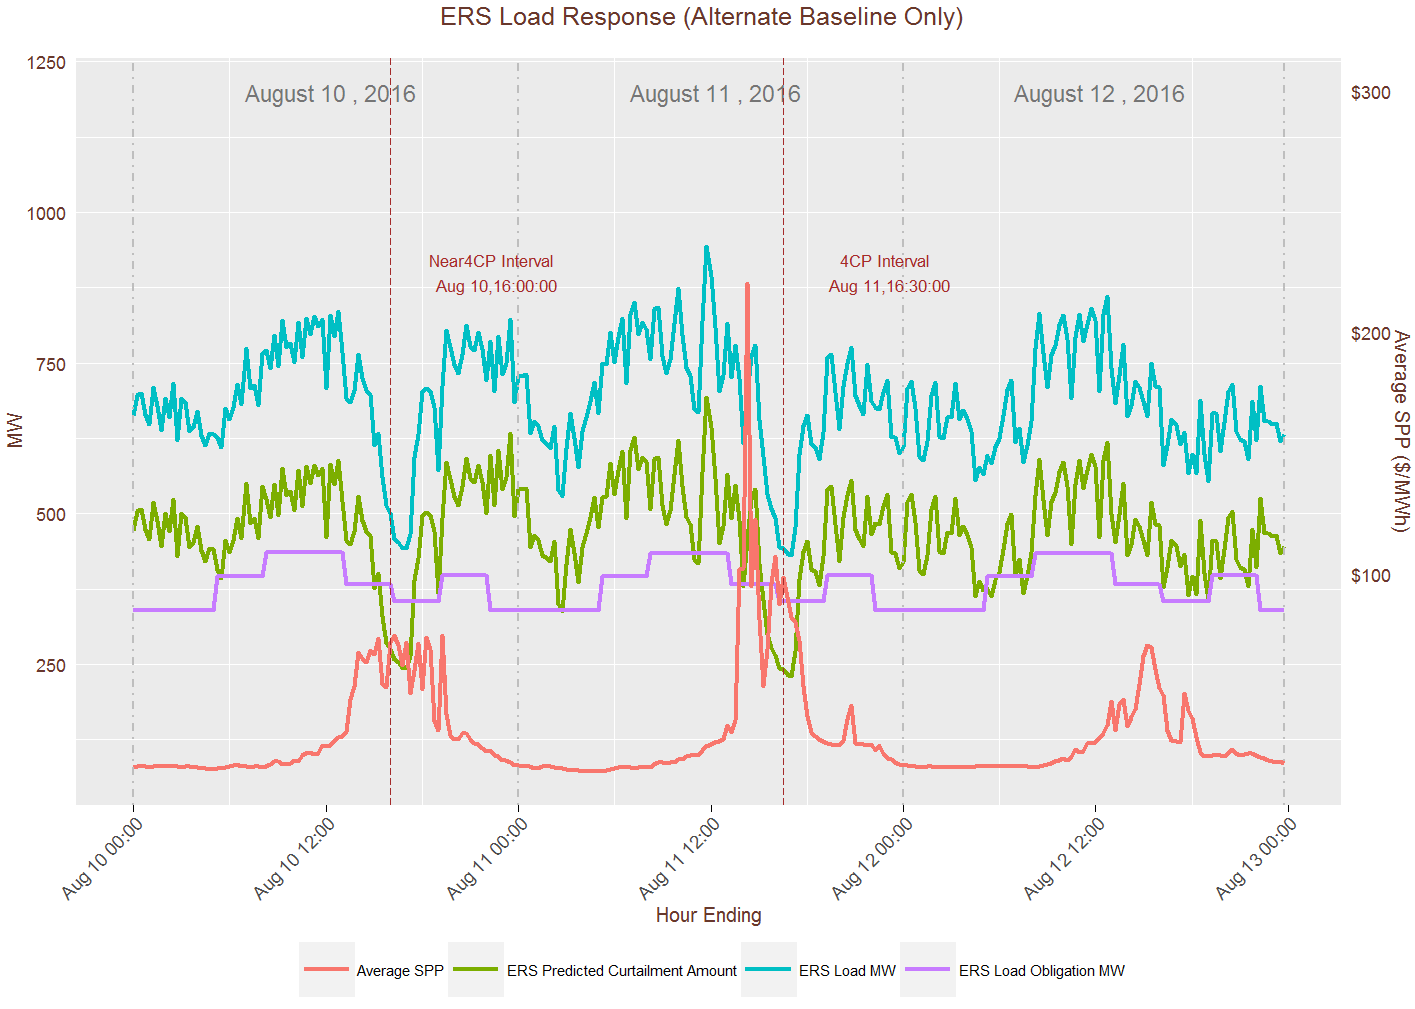 ERS Load Response (Alternate Baseline Only)
1250
1000
750
500
250
MW
August 10 , 2016
August 11 , 2016
August 12 , 2016
Near4CP Interval
Aug 10,16:00:00
4CP Interval
Aug 11,16:30:00
$300
$200
$100
Average SPP ($/MWh)
Aug 10 00:00
Aug 10 12:00
Aug 11 00:00
Aug 11 12:00
Aug 12 00:00
Aug 12 12:00
Aug 13 00:00
Hour Ending
Average SPP
ERS Predicted Curtailment Amount
ERS Load MW
ERS Load Obligation MW